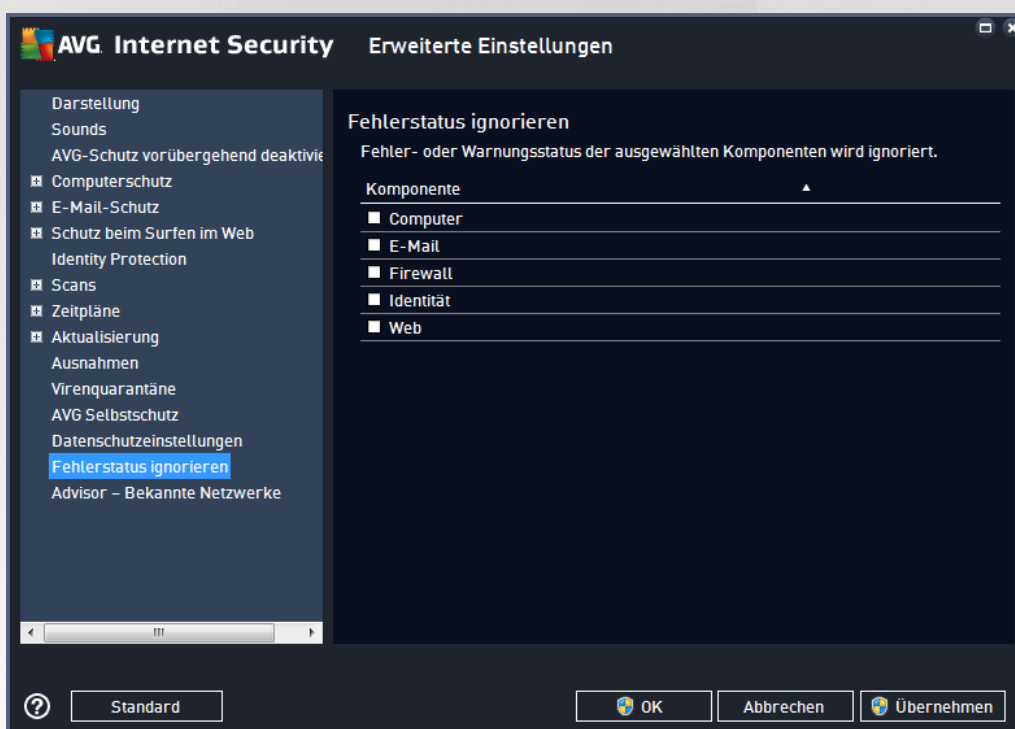 AVG. Internet Security
Erweiterte Einstellungen
Darstellung
Sounds
AVG-Schutz vorübergehend
Computerschutz
E-Mail-Schutz
Schutz beim Surfen im Web
Identity Protection
Scans
Zeitpläne
Aktualisierung
Ausnahmen
Virenquarantäne
AVG Selbstschutz
Datenschutzeinstellungen
Fehlerstatus ignorieren
Advisor – Bekannte Netzwerke
Fehlerstatus ignorieren
Fehler- oder Warnungsstatus der ausgewählten Komponenten wird ignoriert.
Komponente
Computer
E-Mail
Firewall
Identität
Web
? Standard
OK
Abbrechen
Übernehmen